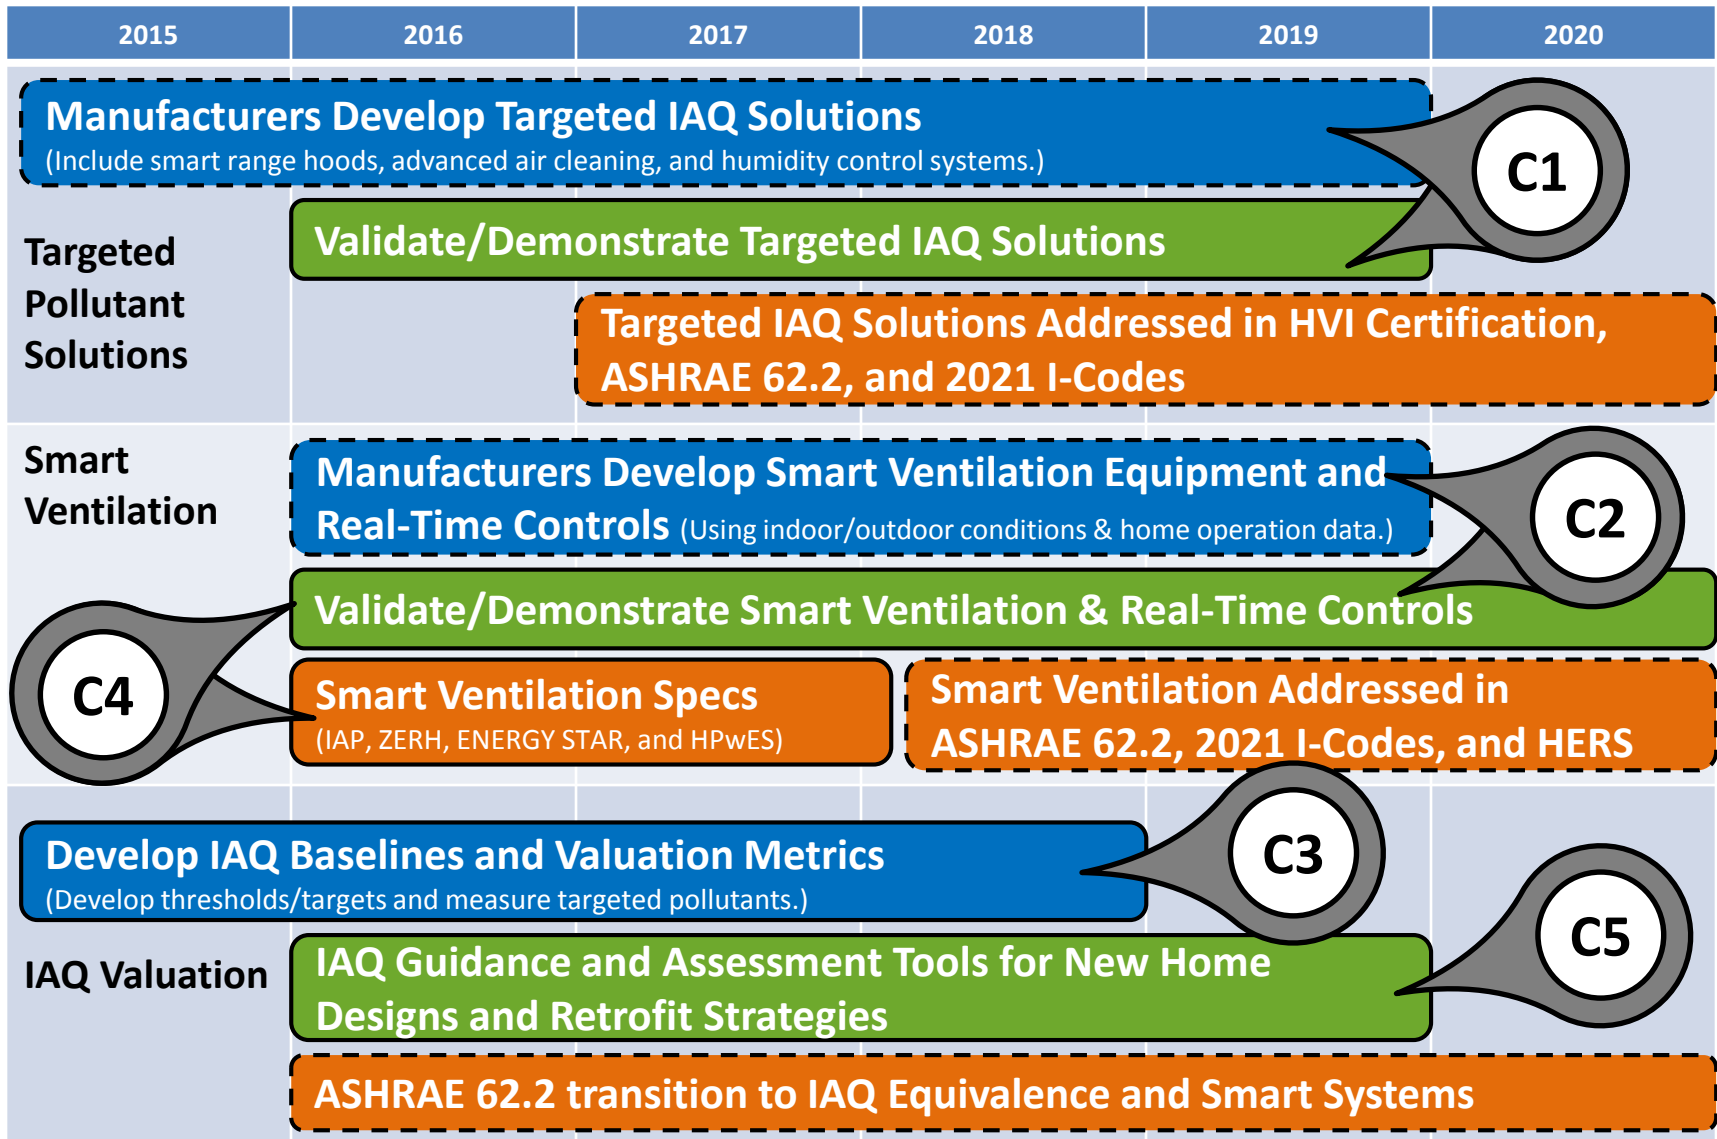 2015 2016 2017 2018 2019 2020
Manufacturers Develop Targeted IAQ Solutions
(Include smart range hoods, advanced air cleaning, and humidity control systems.)
C1
Targeted
Pollutant
Solutions
Validate/Demonstrate Targeted IAQ Solutions
Targeted IAQ Solutions Addressed in HVI Certification,
ASHRAE 62.2, and 2021 I-Codes
Smart
Ventilation
Manufacturers Develop Smart Ventilation Equipment and
Real-Time Controls (Using indoor/outdoor conditions & home operation data.)
C2
Validate/Demonstrate Smart Ventilation & Real-Time Controls
C4
Smart Ventilation Specs
(IAP, ZERH, ENERGY STAR, and HPwES)
Smart Ventilation Addressed in
ASHRAE 62.2, 2021 I-Codes, and HERS
Develop IAQ Baselines and Valuation Metrics
(Develop thresholds/targets and measure targeted pollutants.)
C3
IAQ Valuation
IAQ Guidance and Assessment Tools for New Home
Designs and Retrofit Strategies
C5
ASHRAE 62.2 transition to IAQ Equivalence and Smart Systems